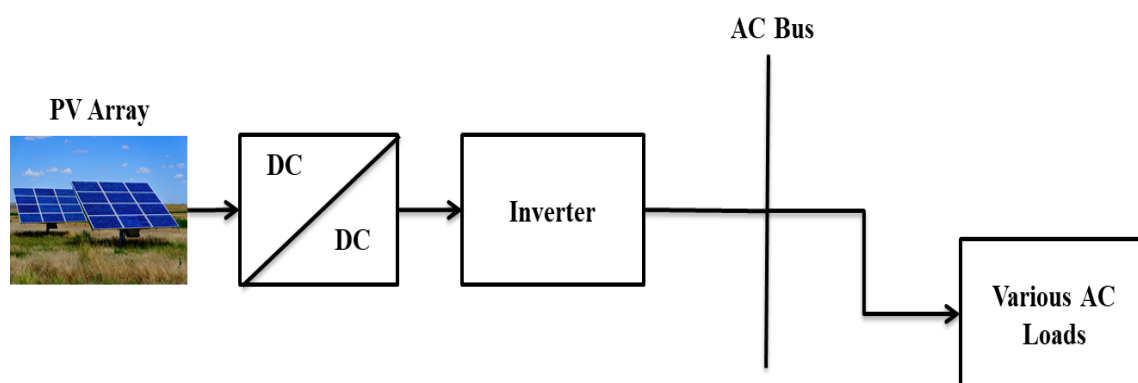 AC Bus
PV Array
DC
DC
Inverter
Various AC
Loads